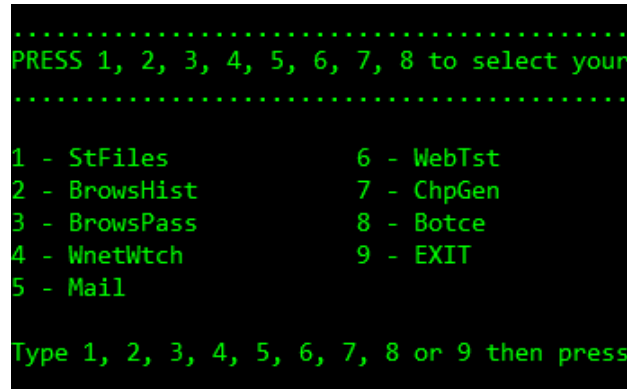 ...........................................
PRESS 1, 2, 3, 4, 5, 6, 7, 8 to select your
...........................................
1 - StFiles 6 - WebTst
2 - BrowsHist 7 - ChpGen
3 - BrowsPass 8 - Botce
4 - WnetWtch 9 - EXIT
5 - Mail
Type 1, 2, 3, 4, 5, 6, 7, 8 or 9 then press